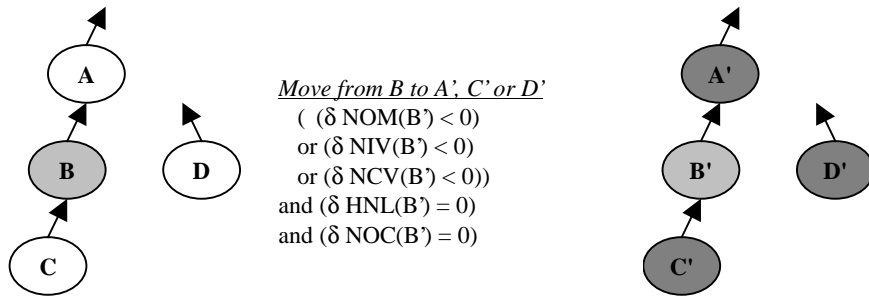 A
B
C
D
Move from B to A’, C’ or D’
( (δ NOM(B’) < 0)
or (δ NIV(B’) < 0)
or (δ NCV(B’) < 0))
and (δ HNL(B’) = 0)
and (δ NOC(B’) = 0)
A'
B'
D'
C'